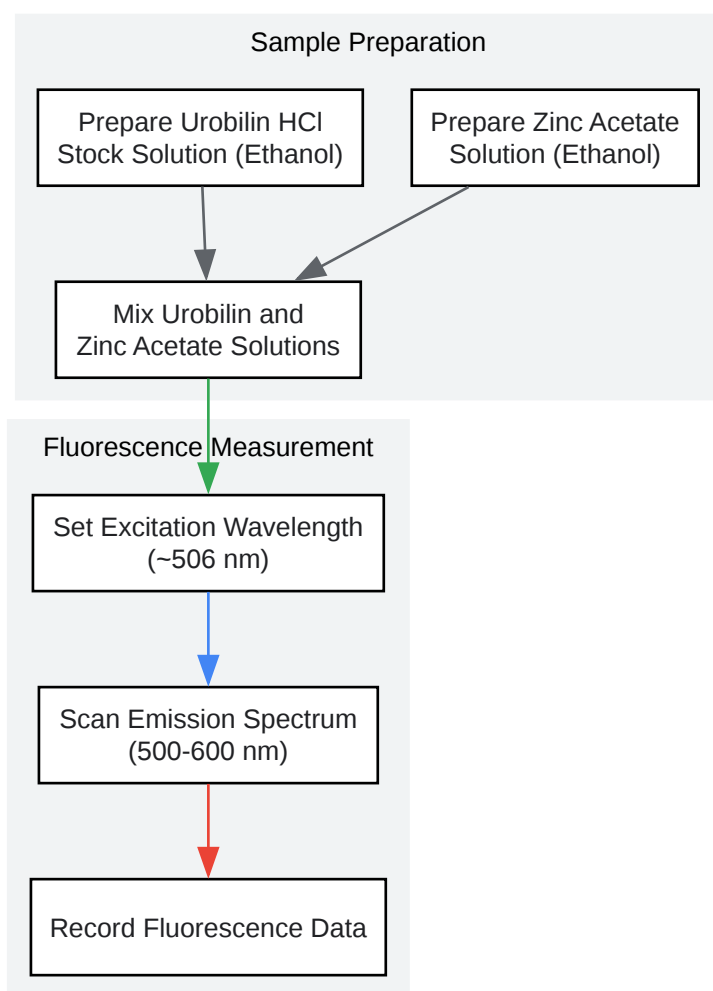 Sample Preparation
Prepare Urobilin HCl
Stock Solution (Ethanol)
Prepare Zinc Acetate
Solution (Ethanol)
Mix Urobilin and
Zinc Acetate Solutions
Fluorescence Measurement
Set Excitation Wavelength
(~506 nm)
Scan Emission Spectrum
(500-600 nm)
Record Fluorescence Data